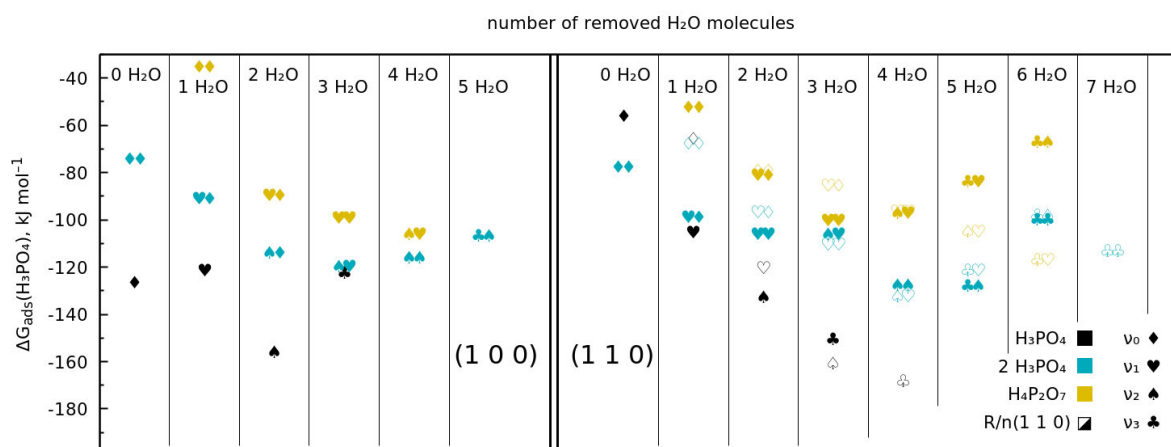 number of removed H₂O molecules
ΔG_ads(H₃PO₄), kJ mol⁻¹
-40
-60
-80
-100
-120
-140
-160
-180
0 H₂O
1 H₂O
2 H₂O
3 H₂O
4 H₂O
5 H₂O
0 H₂O
1 H₂O
2 H₂O
3 H₂O
4 H₂O
5 H₂O
6 H₂O
7 H₂O
(1 0 0)
(1 1 0)
H₃PO₄ ■ ν₀ ♦
2 H₃PO₄ ■ ν₁ ♥
H₄P₂O₇ ■ ν₂ ♠
R/n(1 1 0) ◪ ν₃ ♣